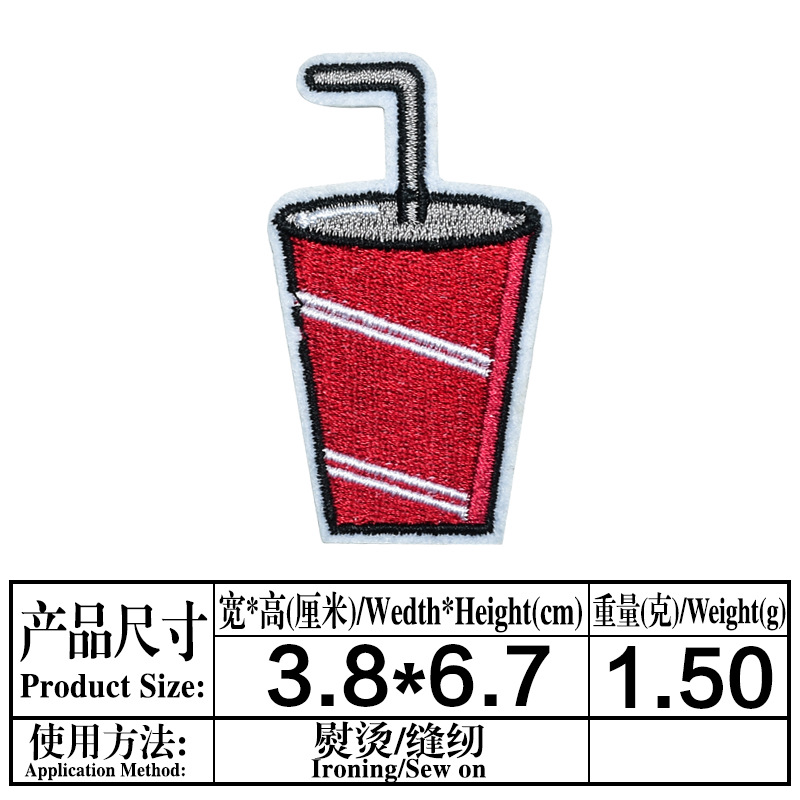 产品尺寸
Product Size:
宽*高(厘米)/Wedth*Height(cm)
重量(克)/Weight(g)
3.8*6.7
1.50
使用方法:
Application Method:
熨烫/缝纫
Ironing/Sew on